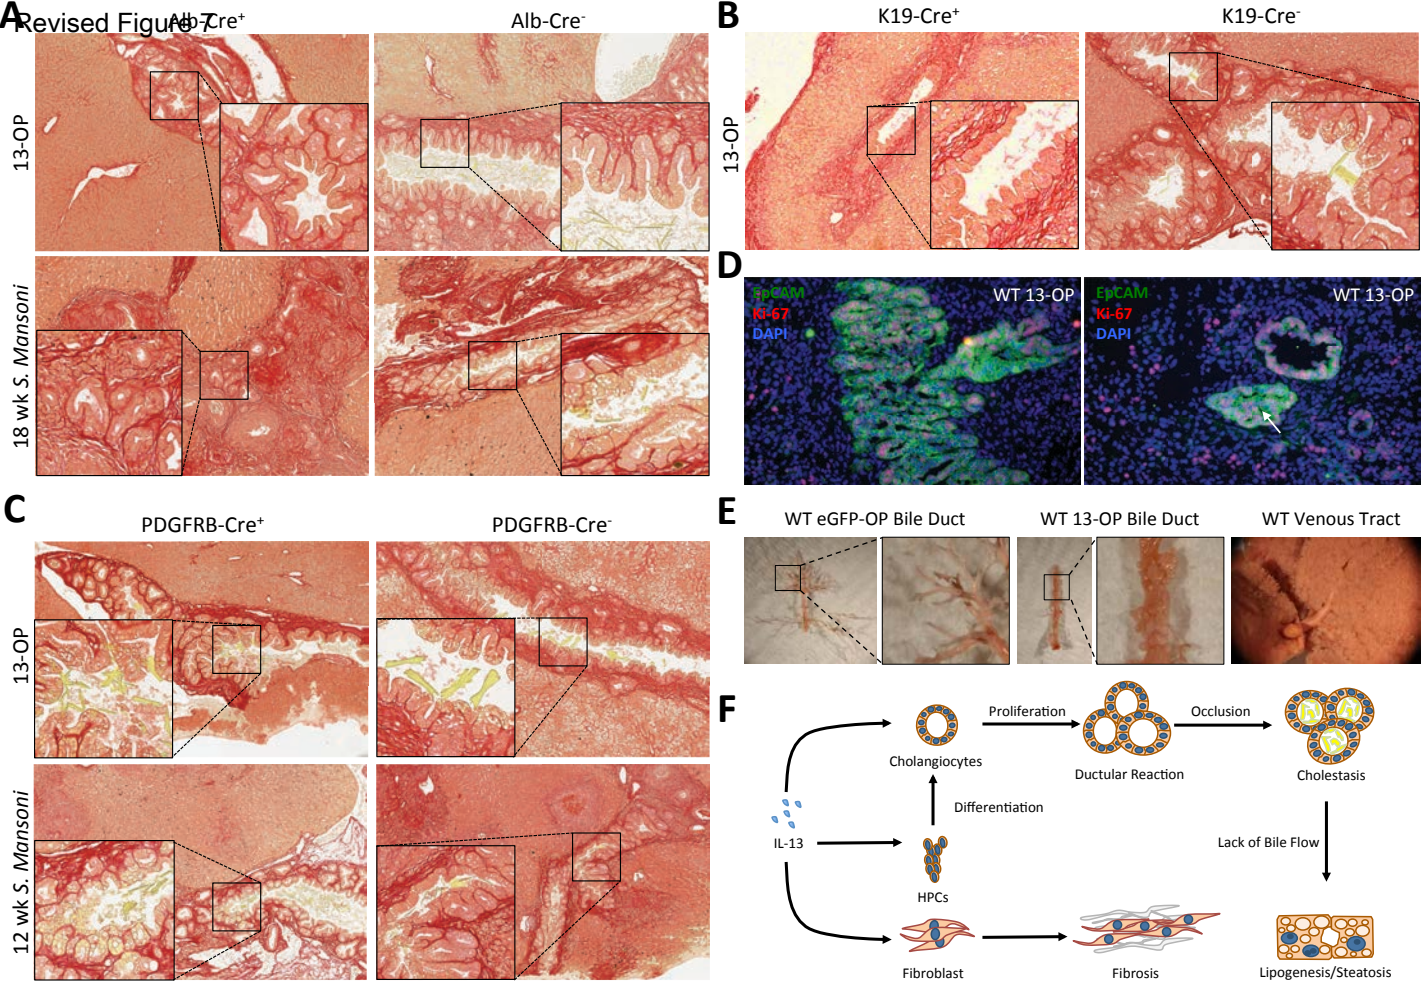 A
Revised Figure 7
Alb-Cre+
Alb-Cre-
13-OP
18 wk S. Mansoni
B
K19-Cre+
K19-Cre-
13-OP
C
PDGFRB-Cre+
PDGFRB-Cre-
13-OP
12 wk S. Mansoni
D
EpCAM
Ki-67
DAPI
WT 13-OP
EpCAM
Ki-67
DAPI
WT 13-OP
E
WT eGFP-OP Bile Duct
WT 13-OP Bile Duct
WT Venous Tract
F
IL-13
Cholangiocytes
Proliferation
Ductular Reaction
Occlusion
Cholestasis
Differentiation
HPCs
Lack of Bile Flow
Fibroblast
Fibrosis
Lipogenesis/Steatosis